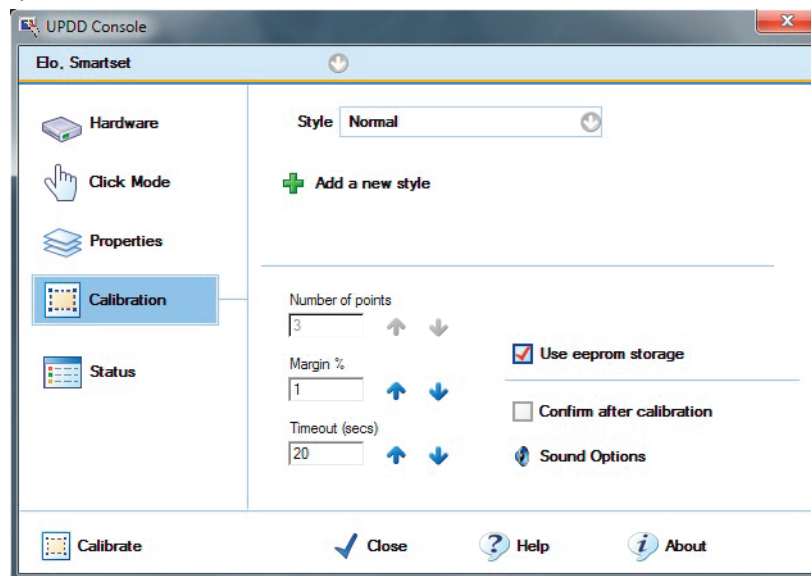 UPDD Console
x
Elo, Smartset
Hardware
Click Mode
Properties
Calibration
Status
Style Normal
Add a new style
Number of points
3
Margin %
1
Timeout (secs)
20
Use eeprom storage
Confirm after calibration
Sound Options
Calibrate
Close
? Help
i About